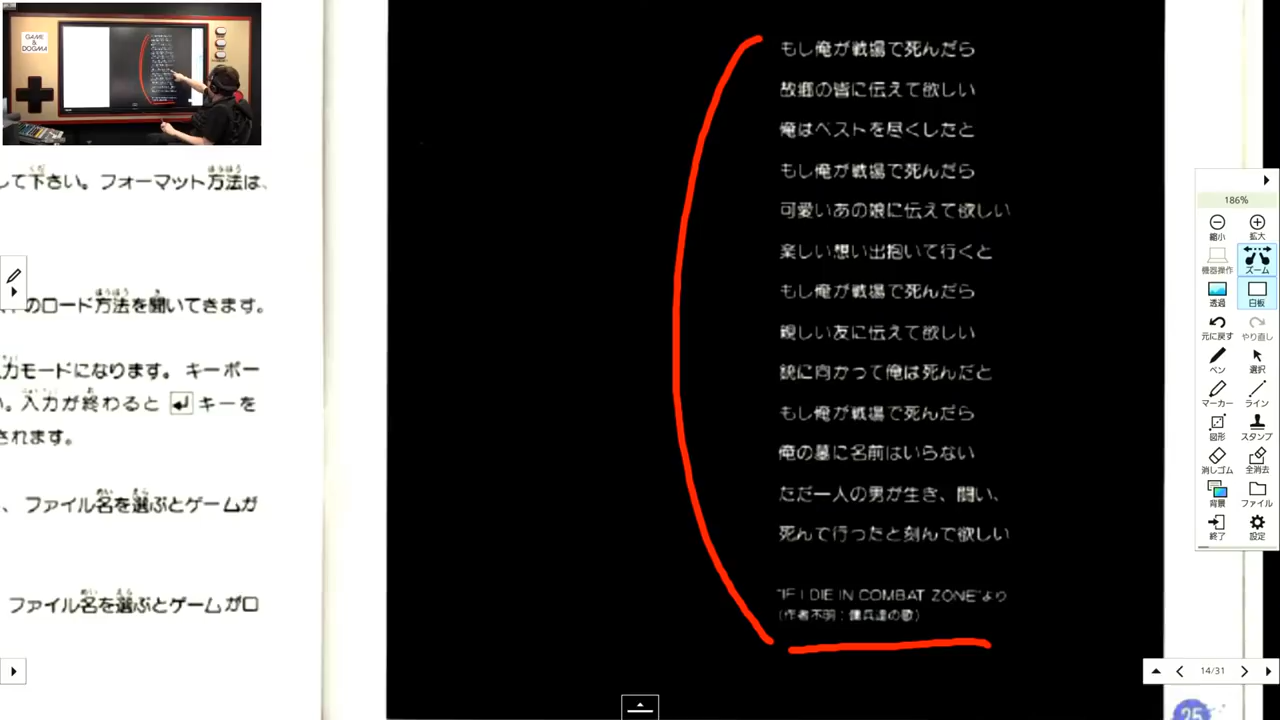 GAME
&
DOGMA
して下さい。フォーマット方法は、
のロード方法を聞いてきます。
入力モードになります。キーボー
い。入力が終わると キーを
されます。
、ファイル名を選ぶとゲームが
ファイル名を選ぶとゲームがロ
もし俺が戦場で死んだら
故郷の皆に伝えて欲しい
俺はベストを尽くしたと
もし俺が戦場で死んだら
可愛いあの娘に伝えて欲しい
楽しい想い出抱いて行くと
もし俺が戦場で死んだら
親しい友に伝えて欲しい
銃に向かって俺は死んだと
もし俺が戦場で死んだら
俺の墓に名前はいらない
ただ一人の男が生き、闘い、
死んで行ったと刻んで欲しい
"IF I DIE IN COMBAT ZONE"より
(作者不明:傭兵達の歌)
25
186%
縮小
拡大
機器操作
ズーム
透過
白板
元に戻す
やり直し
ペン
選択
マーカー
ライン
図形
スタンプ
消しゴム
全消去
背景
ファイル
終了
設定
14/31